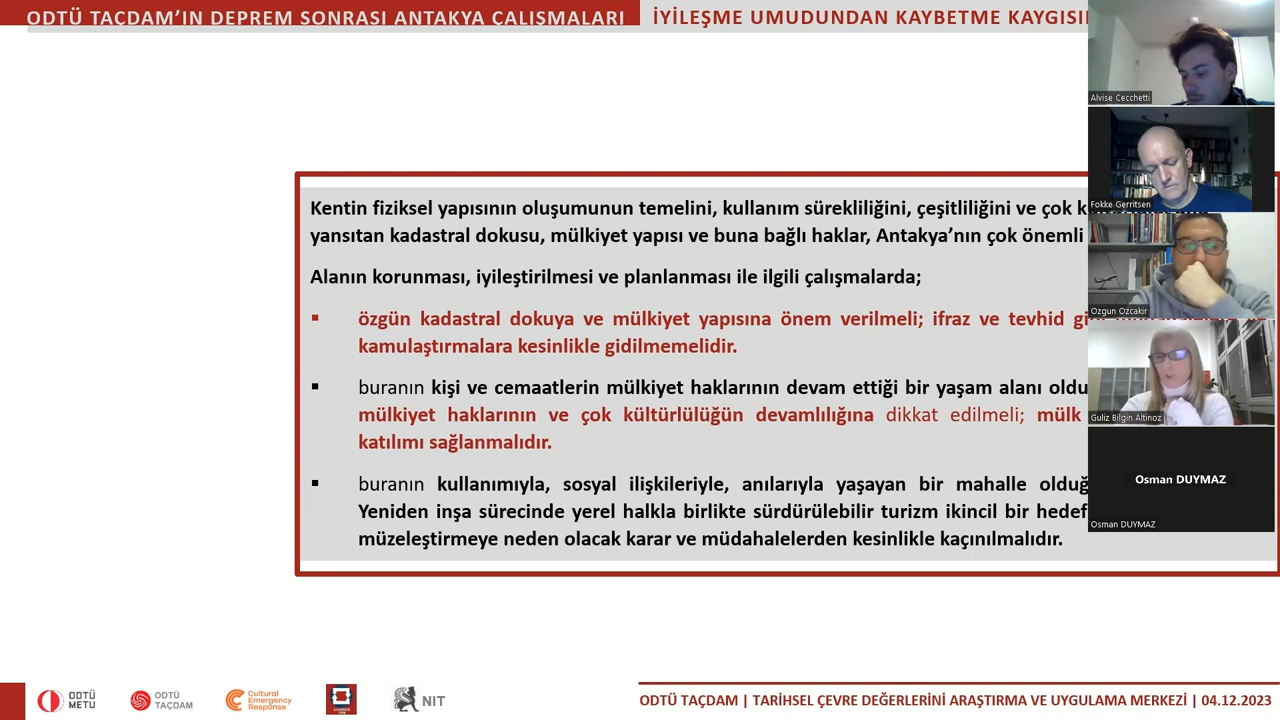 ODTÜ TAÇDAM'IN DEPREM SONRASI ANTAKYA ÇALIŞMALARI
İYİLEŞME UMUDUNDAN KAYBETME
Alvise Cecchetti
Fokke Gerritsen
Ozgun Ozcakir
Guliz Bilgin Altinoz
Osman DUYMAZ
Osman DUYMAZ
Kentin fiziksel yapısının oluşumunun temelini, kullanım sürekliliğini, çeşitliliğini ve çok
yansıtan kadastral dokusu, mülkiyet yapısı ve buna bağlı haklar, Antakya'nın çok önemli
Alanın korunması, iyileştirilmesi ve planlanması ile ilgili çalışmalarda;
▪ özgün kadastral dokuya ve mülkiyet yapısına önem verilmeli; ifraz ve tevhid
kamulaştırmalara kesinlikle gidilmemelidir.
▪ buranın kişi ve cemaatlerin mülkiyet haklarının devam ettiği bir yaşam alanı
mülkiyet haklarının ve çok kültürlülüğün devamlılığına dikkat edilmeli; mülk
katılımı sağlanmalıdır.
▪ buranın kullanımıyla, sosyal ilişkileriyle, anılarıyla yaşayan bir mahalle
Yeniden inşa sürecinde yerel halkla birlikte sürdürülebilir turizm ikincil bir
müzeleştirmeye neden olacak karar ve müdahalelerden kesinlikle kaçınılmalıdır.
ODTÜ
METU
ODTÜ
TAÇDAM
Cultural
Emergency
Response
NIT
ODTÜ TAÇDAM | TARİHSEL ÇEVRE DEĞERLERİNİ ARAŞTIRMA VE UYGULAMA MERKEZİ | 04.12.2023